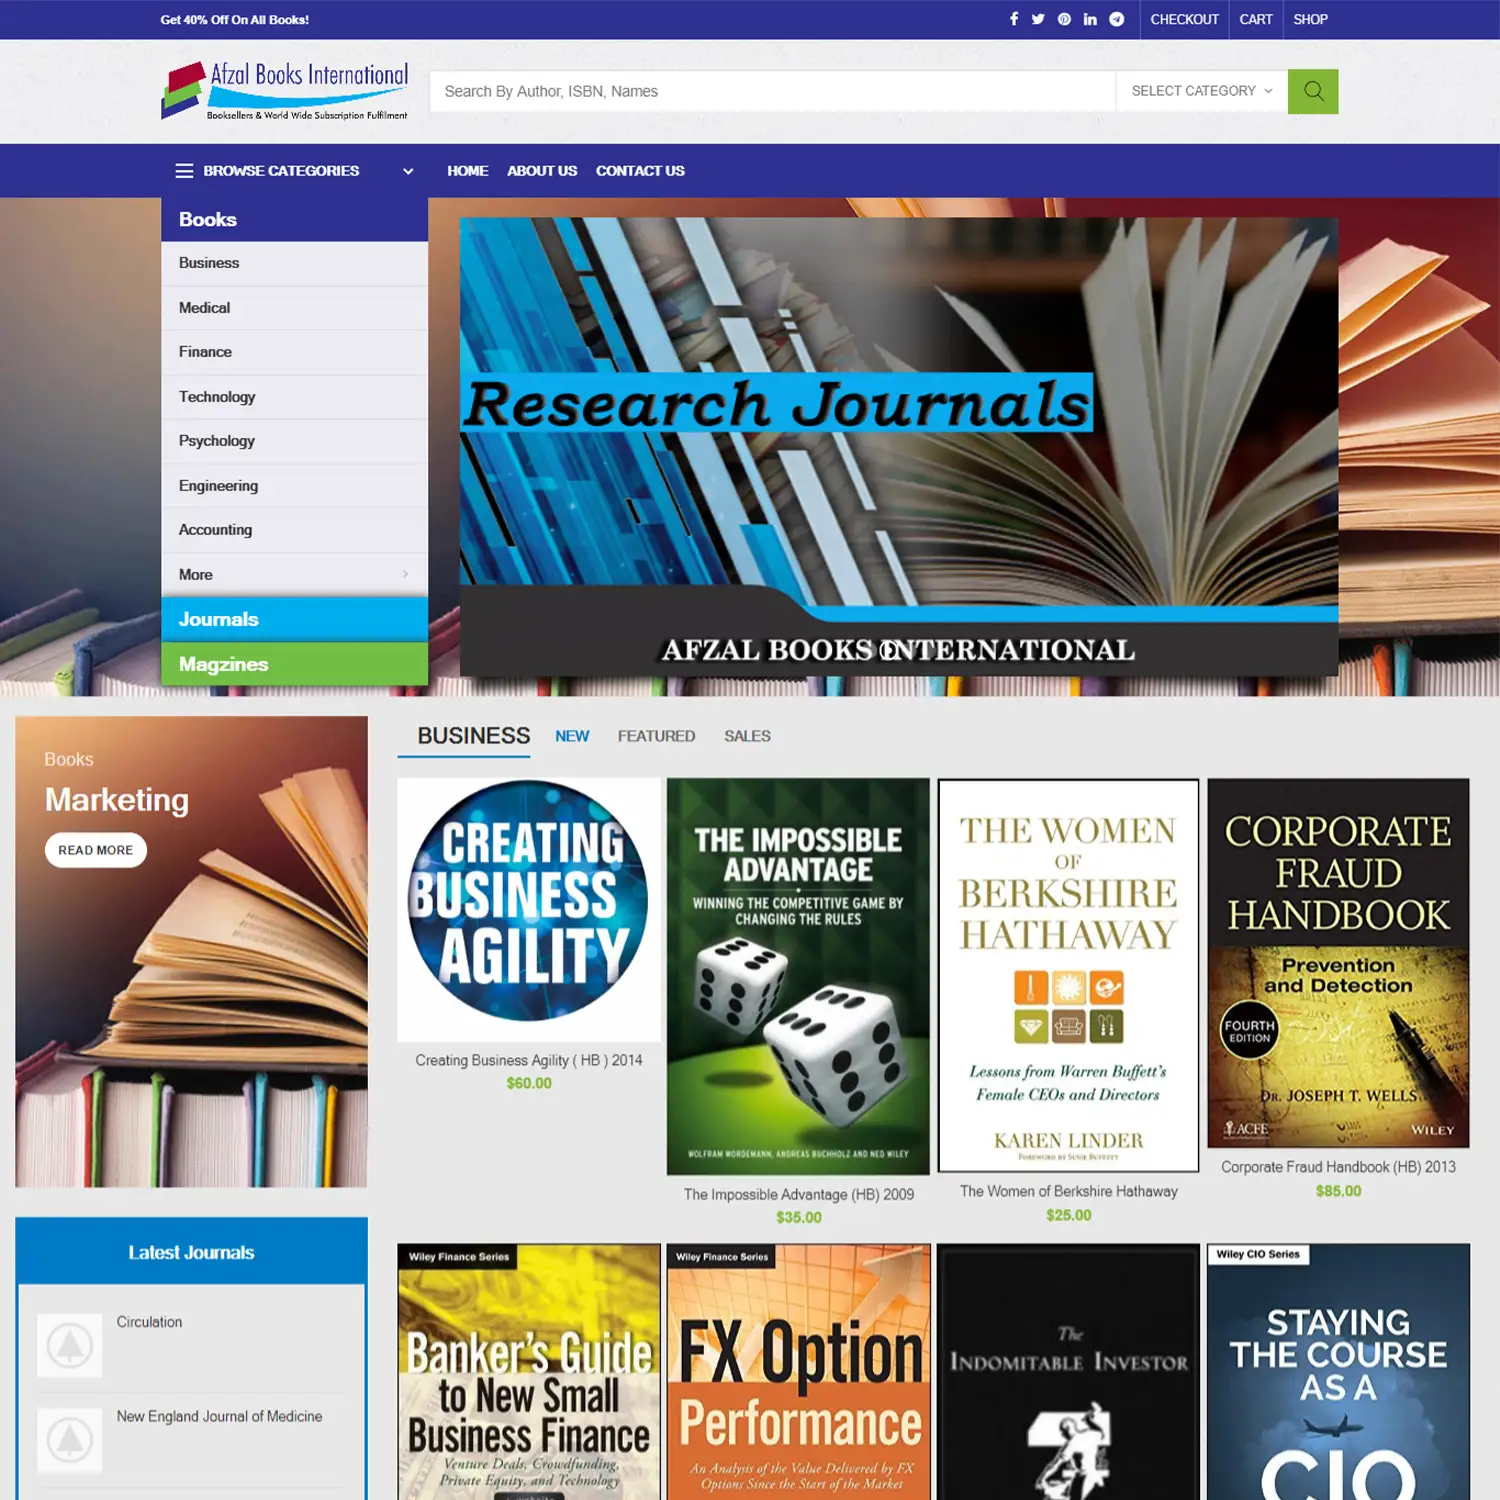 Get 40% Off On All Books!
CHECKOUT
CART
SHOP
Afzal Books International
Booksellers & World Wide Subscription Fulfilment
Search By Author, ISBN, Names
SELECT CATEGORY
BROWSE CATEGORIES
HOME
ABOUT US
CONTACT US
Books
Business
Medical
Finance
Technology
Psychology
Engineering
Accounting
More
Journals
Magzines
Research Journals
AFZAL BOOKS INTERNATIONAL
Books
Marketing
READ MORE
BUSINESS
NEW
FEATURED
SALES
CREATING
BUSINESS
AGILITY
Creating Business Agility ( HB ) 2014
$60.00
THE IMPOSSIBLE
ADVANTAGE
WINNING THE COMPETITIVE GAME BY
CHANGING THE RULES
WOLFRAM WORDEMANN, ANDREAS BUCHHOLZ AND NED WILEY
The Impossible Advantage (HB) 2009
$35.00
THE WOMEN
OF
BERKSHIRE
HATHAWAY
Lessons from Warren Buffett's
Female CEOs and Directors
KAREN LINDER
FOREWORD BY SUSIE BUFFETT
The Women of Berkshire Hathaway
$25.00
CORPORATE
FRAUD
HANDBOOK
Prevention
and Detection
FOURTH
EDITION
DR. JOSEPH T. WELLS
ACFE
WILEY
Corporate Fraud Handbook (HB) 2013
$85.00
Latest Journals
Circulation
New England Journal of Medicine
Wiley Finance Series
Banker's Guide
to New Small
Business Finance
Venture Deals, Crowdfunding,
Private Equity, and Technology
Wiley Finance Series
FX Option
Performance
An Analysis of the Value Delivered by FX
Options Since the Start of the Market
The
INDOMITABLE INVESTOR
Wiley CIO Series
STAYING
THE COURSE
AS A
CIO